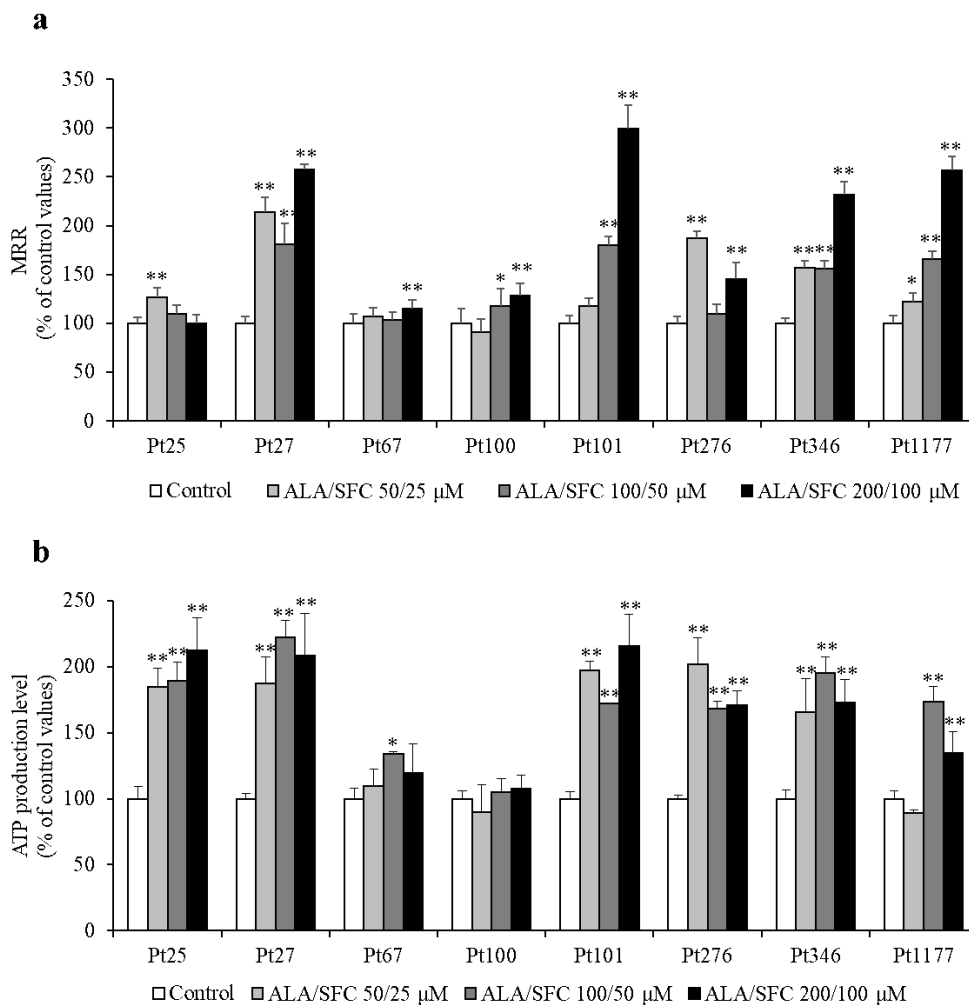 a
MRR
(% of control values)
350
300
250
200
150
100
50
0
**
** ** **
** **
* **
** **
** **
** ** **
* ** **
Pt25 Pt27 Pt67 Pt100 Pt101 Pt276 Pt346 Pt1177
Control ALA/SFC 50/25 μM ALA/SFC 100/50 μM ALA/SFC 200/100 μM
b
ATP production level
(% of control values)
250
200
150
100
50
0
** ** **
** ** **
*
** ** **
** ** **
** ** **
** **
Pt25 Pt27 Pt67 Pt100 Pt101 Pt276 Pt346 Pt1177
Control ALA/SFC 50/25 μM ALA/SFC 100/50 μM ALA/SFC 200/100 μM